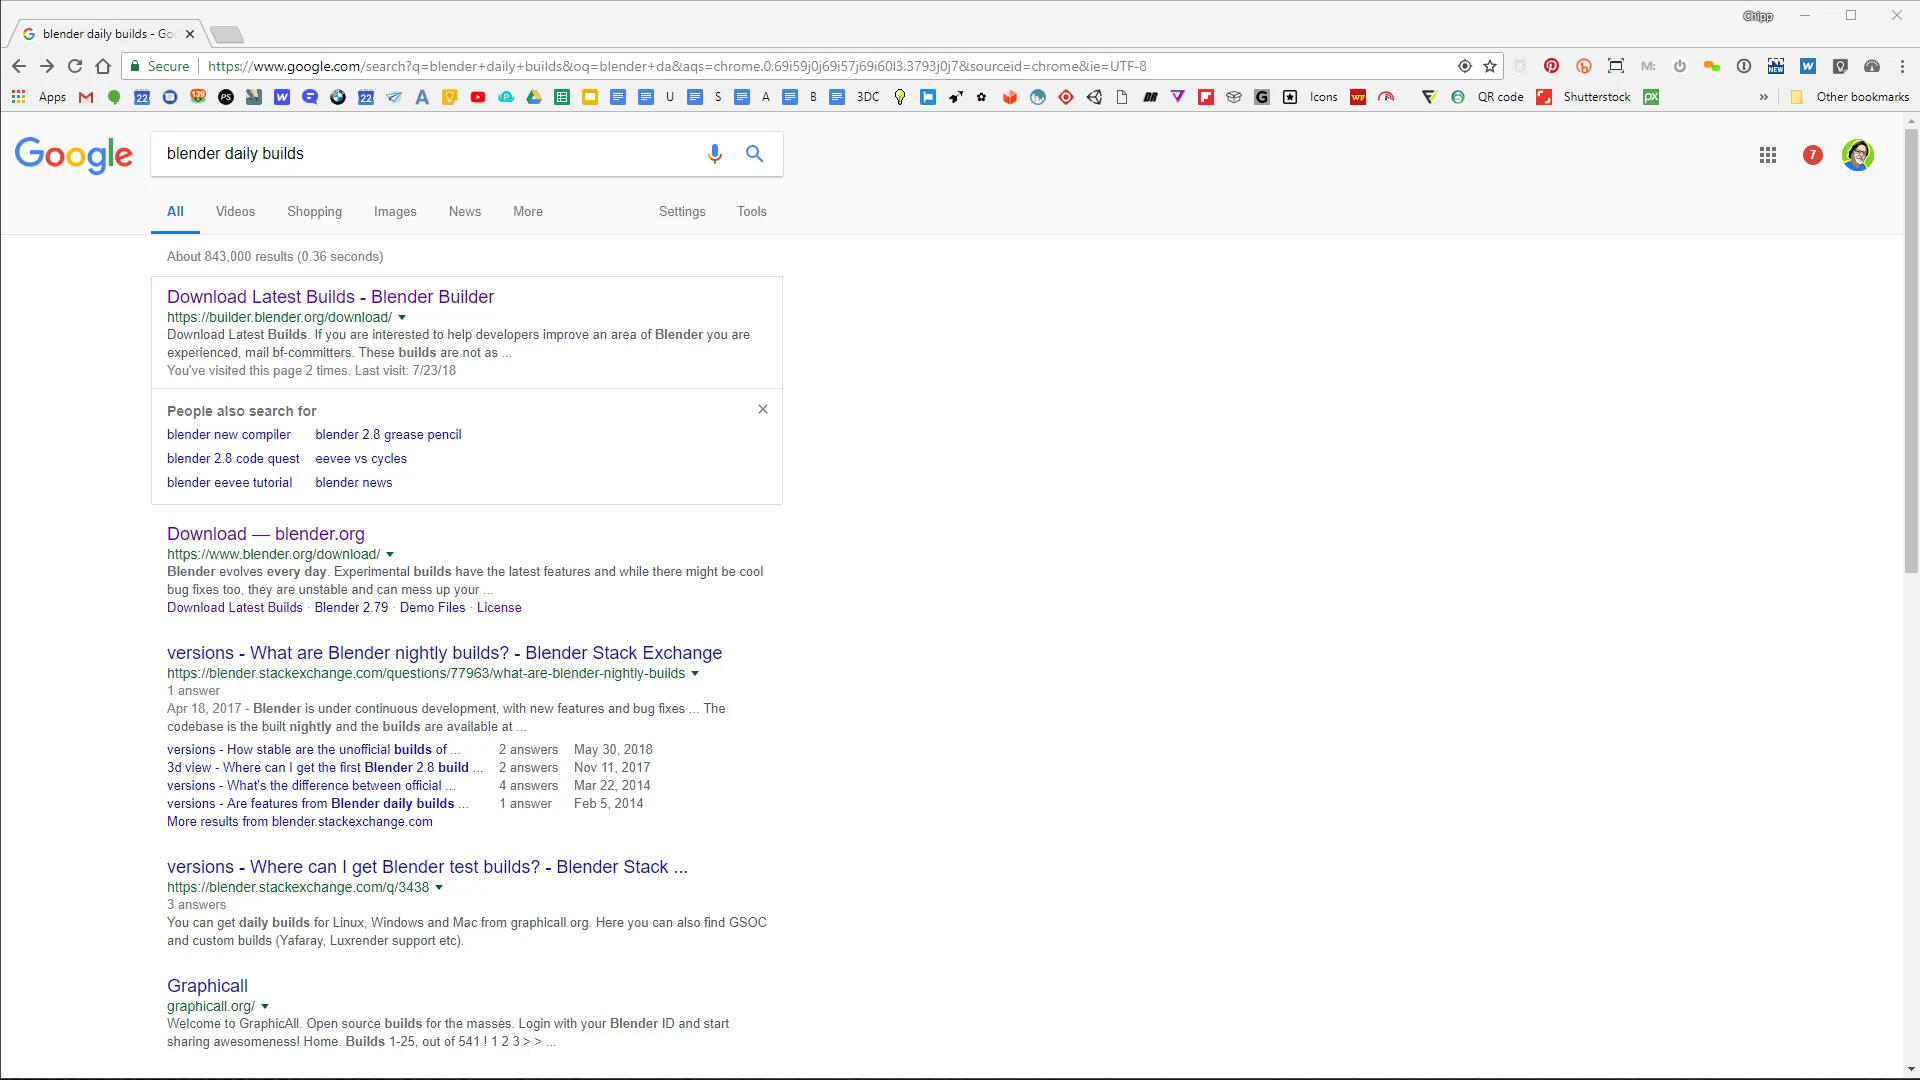 Chipp
blender daily builds - Goo
Secure | https://www.google.com/search?q=blender+daily+builds&oq=blender+da&aqs=chrome.0.69i59j0j69i57j69i60l3.3793j0j7&sourceid=chrome&ie=UTF-8
Apps U S A B 3DC Icons QR code Shutterstock » Other bookmarks
Google
blender daily builds
7
All Videos Shopping Images News More Settings Tools
About 843,000 results (0.36 seconds)
Download Latest Builds - Blender Builder
https://builder.blender.org/download/
Download Latest Builds. If you are interested to help developers improve an area of Blender you are
experienced, mail bf-committers. These builds are not as ...
You've visited this page 2 times. Last visit: 7/23/18
People also search for
blender new compiler blender 2.8 grease pencil
blender 2.8 code quest eevee vs cycles
blender eevee tutorial blender news
Download — blender.org
https://www.blender.org/download/
Blender evolves every day. Experimental builds have the latest features and while there might be cool
bug fixes too, they are unstable and can mess up your ...
Download Latest Builds · Blender 2.79 · Demo Files · License
versions - What are Blender nightly builds? - Blender Stack Exchange
https://blender.stackexchange.com/questions/77963/what-are-blender-nightly-builds
1 answer
Apr 18, 2017 - Blender is under continuous development, with new features and bug fixes ... The
codebase is the built nightly and the builds are available at ...
versions - How stable are the unofficial builds of ... 2 answers May 30, 2018
3d view - Where can I get the first Blender 2.8 build ... 2 answers Nov 11, 2017
versions - What's the difference between official ... 4 answers Mar 22, 2014
versions - Are features from Blender daily builds ... 1 answer Feb 5, 2014
More results from blender.stackexchange.com
versions - Where can I get Blender test builds? - Blender Stack ...
https://blender.stackexchange.com/q/3438
3 answers
You can get daily builds for Linux, Windows and Mac from graphicall.org. Here you can also find GSOC
and custom builds (Yafaray, Luxrender support etc).
Graphicall
graphicall.org/
Welcome to GraphicAll. Open source builds for the masses. Login with your Blender ID and start
sharing awesomeness! Home. Builds 1-25, out of 541 ! 1 2 3 > > ...